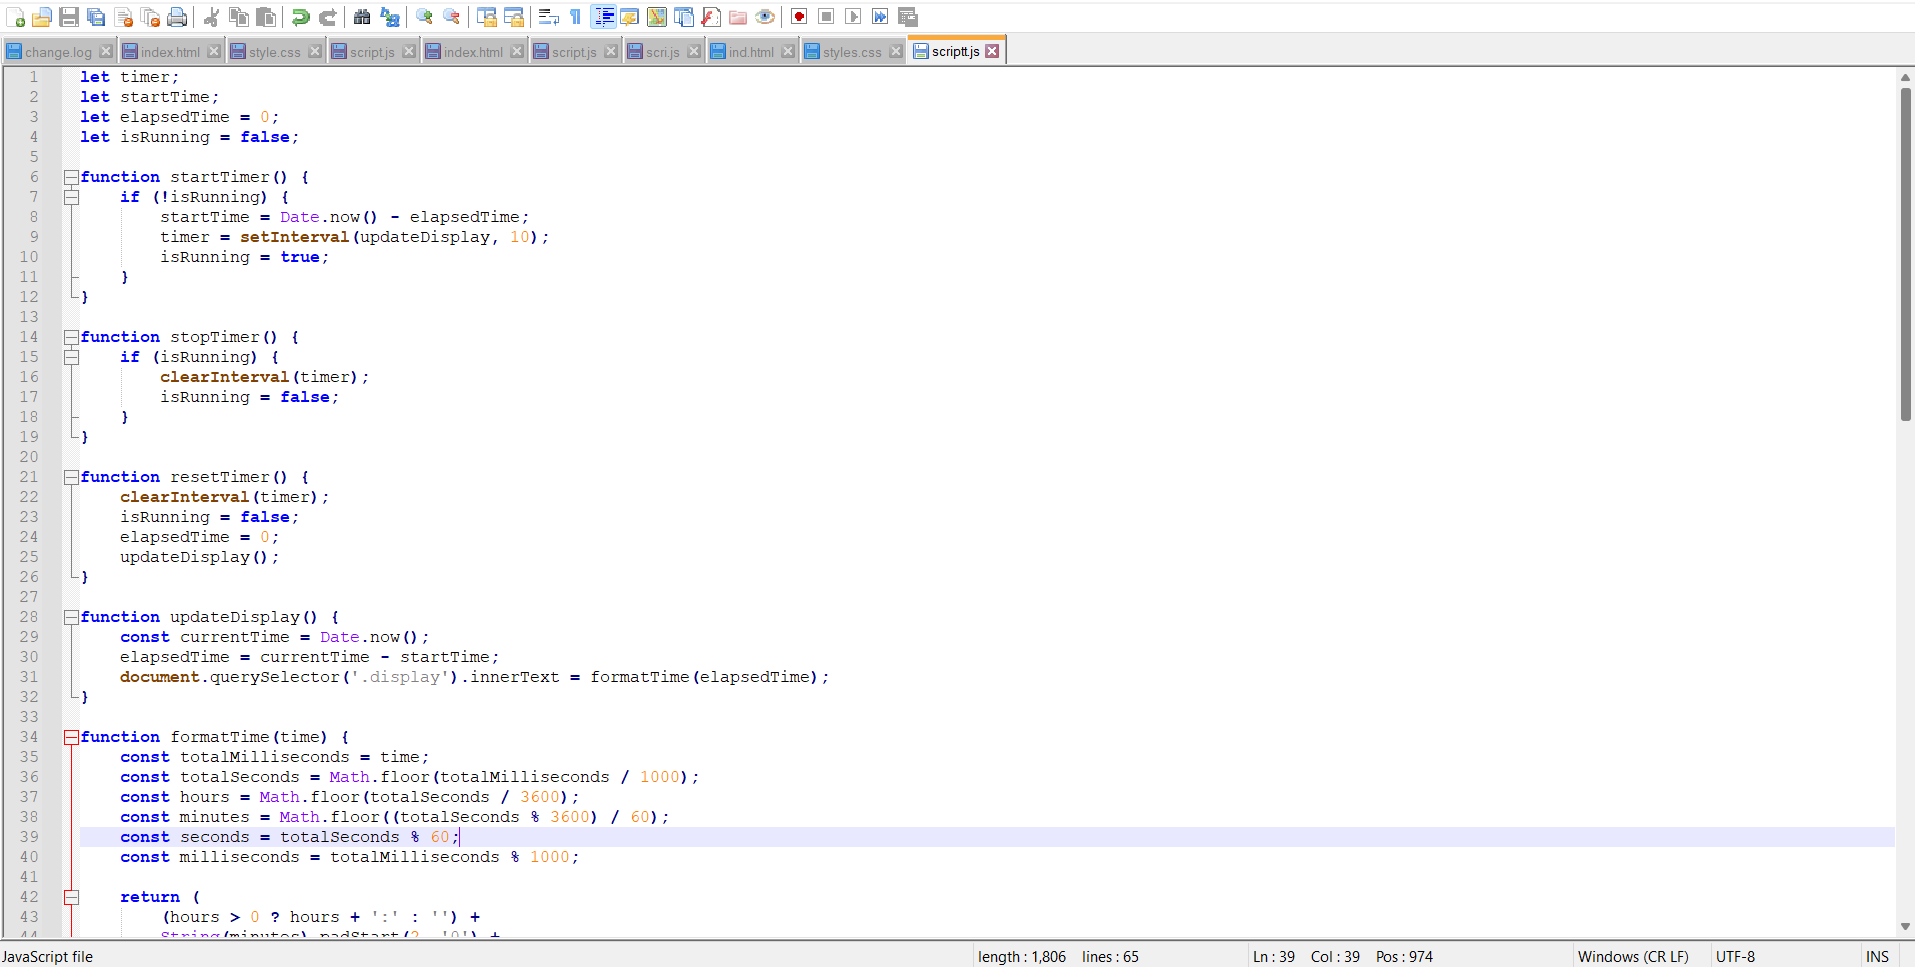 change.log index.html style.css script.js index.html script.js scri.js ind.html styles.css scriptt.js
1 let timer;
2 let startTime;
3 let elapsedTime = 0;
4 let isRunning = false;
5
6 function startTimer() {
7 if (!isRunning) {
8 startTime = Date.now() - elapsedTime;
9 timer = setInterval(updateDisplay, 10);
10 isRunning = true;
11 }
12 }
13
14 function stopTimer() {
15 if (isRunning) {
16 clearInterval(timer);
17 isRunning = false;
18 }
19 }
20
21 function resetTimer() {
22 clearInterval(timer);
23 isRunning = false;
24 elapsedTime = 0;
25 updateDisplay();
26 }
27
28 function updateDisplay() {
29 const currentTime = Date.now();
30 elapsedTime = currentTime - startTime;
31 document.querySelector('.display').innerText = formatTime(elapsedTime);
32 }
33
34 function formatTime(time) {
35 const totalMilliseconds = time;
36 const totalSeconds = Math.floor(totalMilliseconds / 1000);
37 const hours = Math.floor(totalSeconds / 3600);
38 const minutes = Math.floor((totalSeconds % 3600) / 60);
39 const seconds = totalSeconds % 60;
40 const milliseconds = totalMilliseconds % 1000;
41
42 return (
43 (hours > 0 ? hours + ':' : '') +
44 String(minutes).padStart(2, '0') +
JavaScript file length : 1,806 lines : 65 Ln : 39 Col : 39 Pos : 974 Windows (CR LF) UTF-8 INS